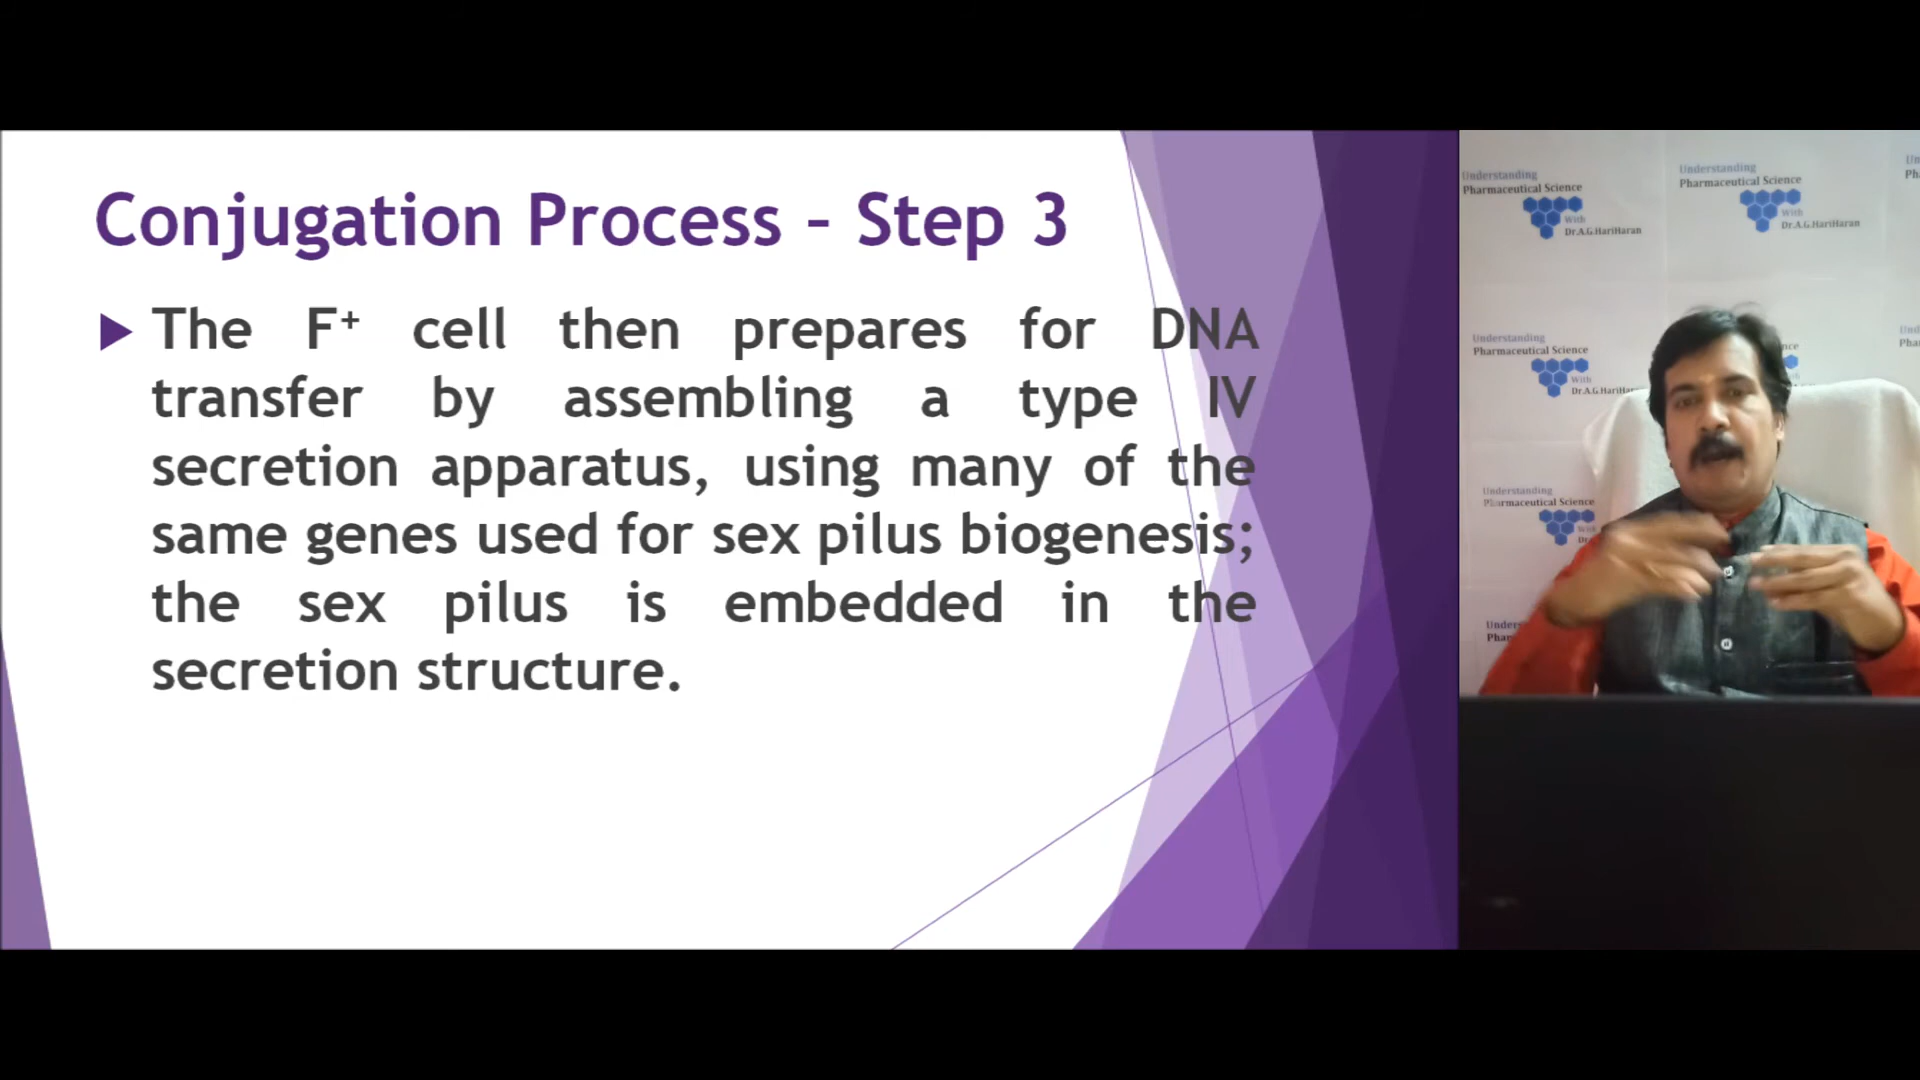 Conjugation Process – Step 3
The F⁺ cell then prepares for DNA
transfer by assembling a type IV
secretion apparatus, using many of the
same genes used for sex pilus biogenesis;
the sex pilus is embedded in the
secretion structure.
Understanding
Pharmaceutical Science
With
Dr.A.G.HariHaran
Understanding
Pharmaceutical Science
With
Dr.A.G.HariHaran
Understanding
Pharmaceutical Science
With
Understanding
Pharmaceutical Science